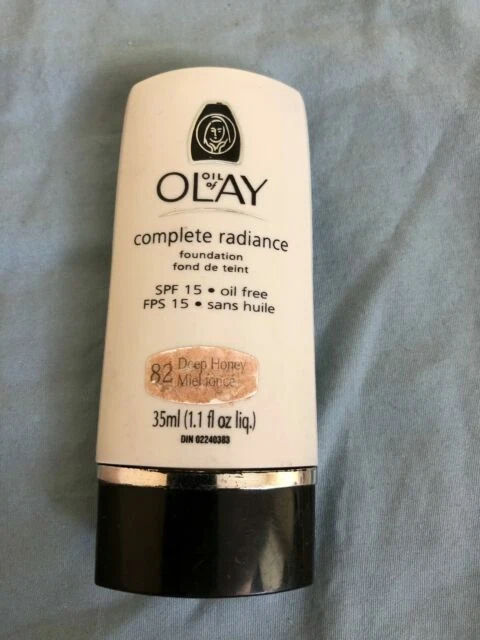 OIL of
OLAY
complete radiance
foundation
fond de teint
SPF 15 • oil free
FPS 15 • sans huile
82 Deep Honey
Miel foncé
35ml (1.1 fl oz liq.)
DIN 02240383